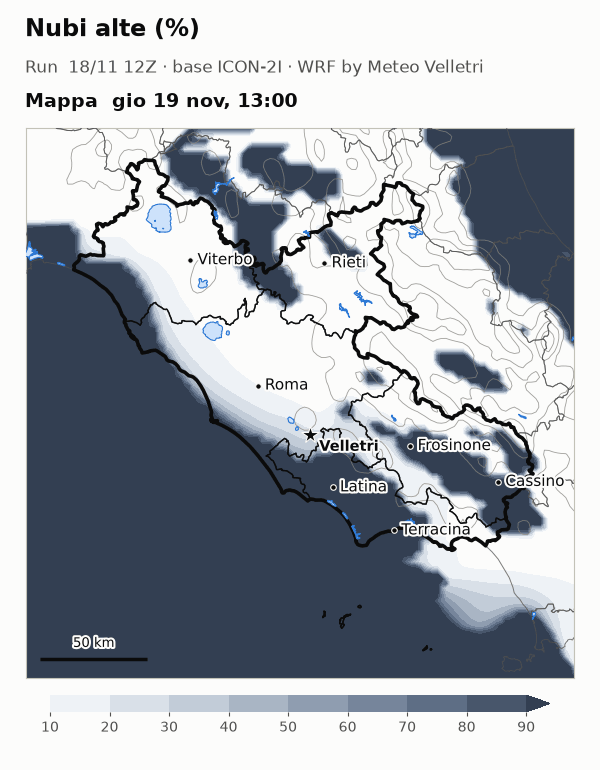 Nubi alte (%)
Run 18/11 12Z · base ICON-2I · WRF by Meteo Velletri
Mappa gio 19 nov, 13:00
Viterbo
Rieti
Roma
Velletri
Frosinone
Cassino
Latina
Terracina
50 km
10 20 30 40 50 60 70 80 90